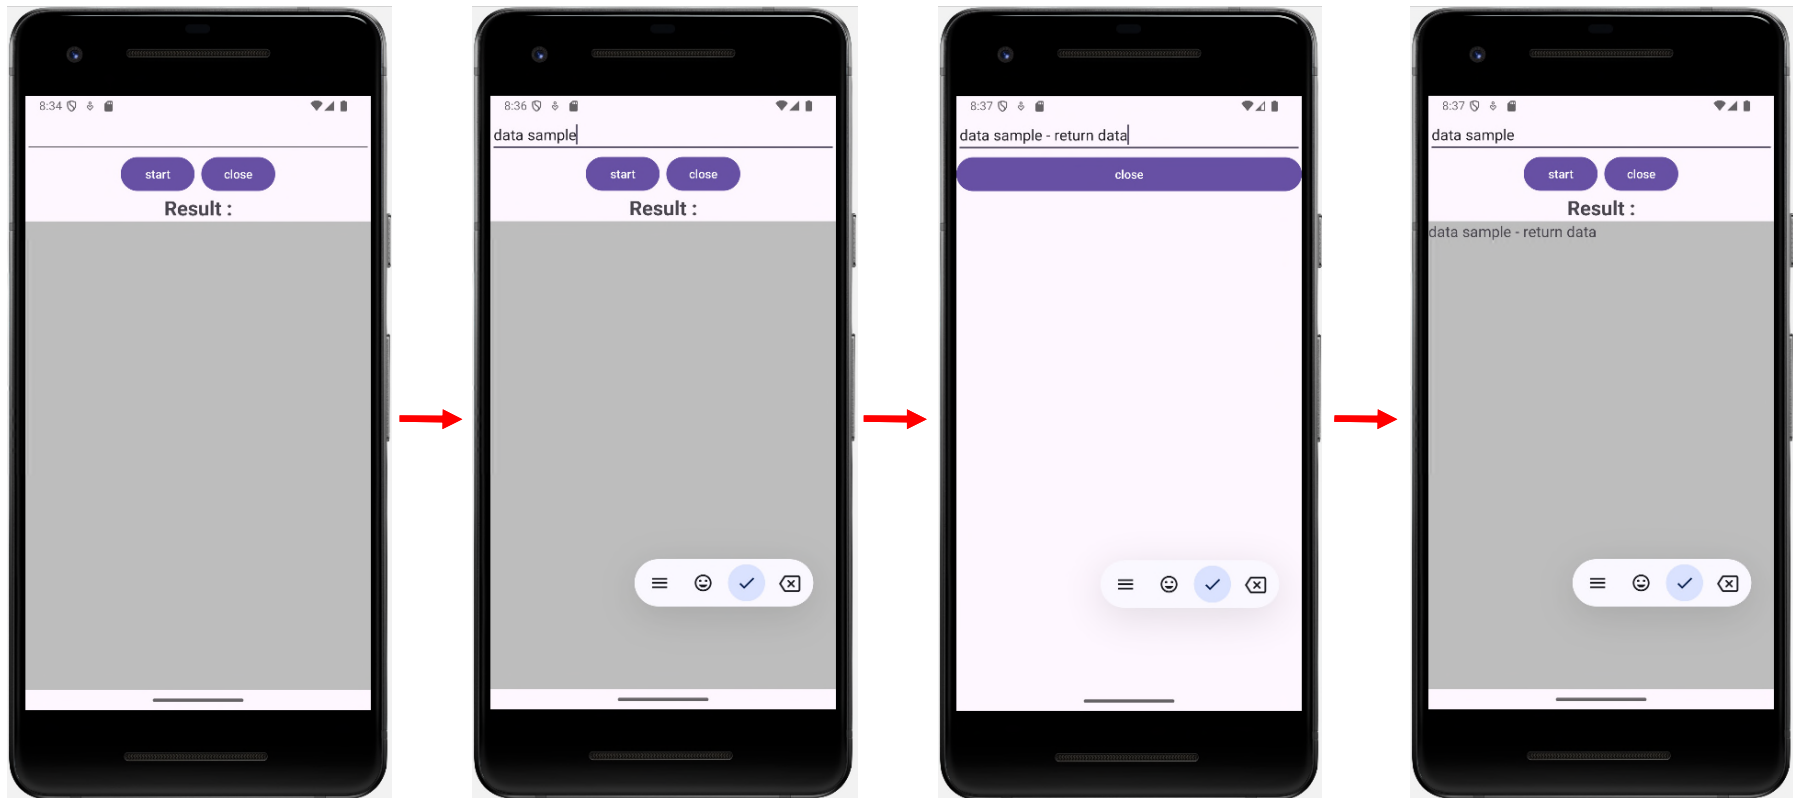 8:34
start close
Result :
8:36
data sample
start close
Result :
8:37
data sample - return data
close
8:37
data sample
start close
Result :
data sample - return data